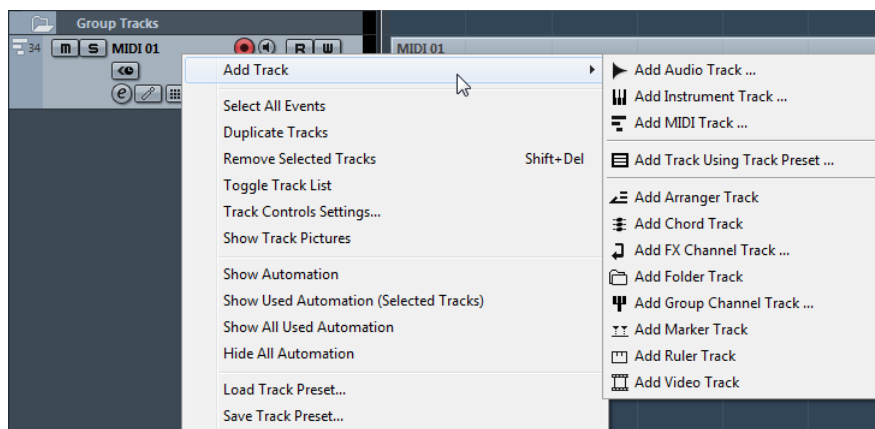 Group Tracks
34 m S MIDI 01 R W MIDI 01
e
Add Track
Select All Events
Duplicate Tracks
Remove Selected Tracks Shift+Del
Toggle Track List
Track Controls Settings...
Show Track Pictures
Show Automation
Show Used Automation (Selected Tracks)
Show All Used Automation
Hide All Automation
Load Track Preset...
Save Track Preset...
Add Audio Track ...
Add Instrument Track ...
Add MIDI Track ...
Add Track Using Track Preset ...
Add Arranger Track
Add Chord Track
Add FX Channel Track ...
Add Folder Track
Add Group Channel Track ...
Add Marker Track
Add Ruler Track
Add Video Track